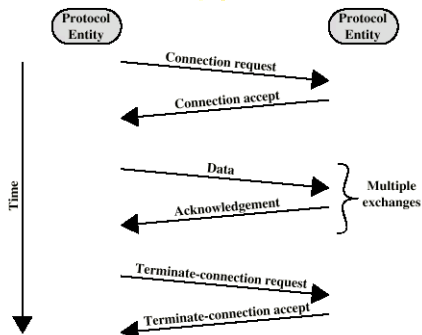 Protocol
Entity
Protocol
Entity
Connection request
Connection accept
Data
Acknowledgement
Multiple
exchanges
Time
Terminate-connection request
Terminate-connection accept